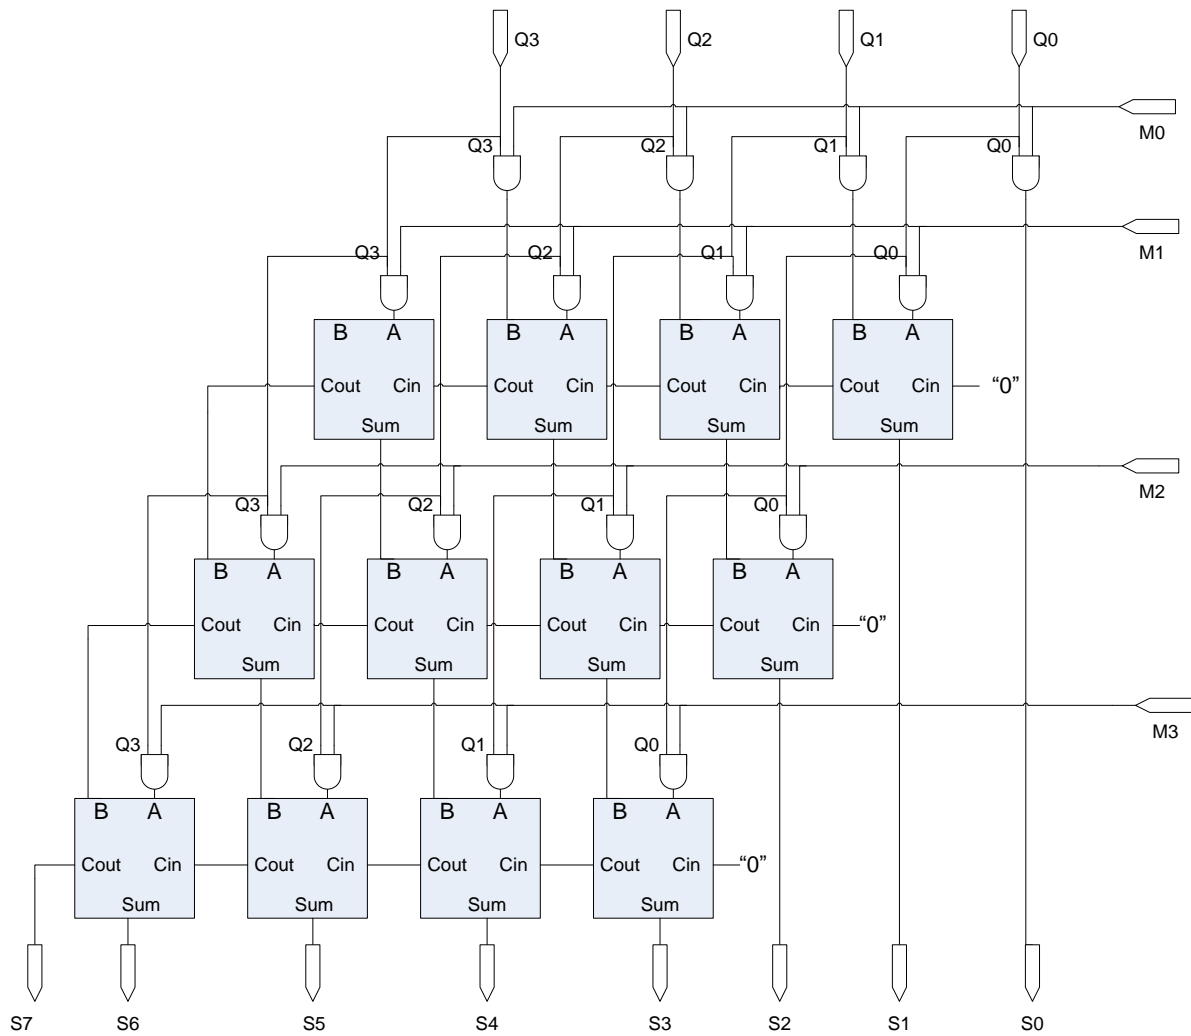 Q3 Q2 Q1 Q0
M0
Q3 Q2 Q1 Q0
M1
Q3 Q2 Q1 Q0
B A B A B A B A
Cout Cin Cout Cin Cout Cin Cout Cin “0”
Sum Sum Sum Sum
M2
Q3 Q2 Q1 Q0
B A B A B A B A
Cout Cin Cout Cin Cout Cin Cout Cin “0”
Sum Sum Sum Sum
M3
Q3 Q2 Q1 Q0
B A B A B A B A
Cout Cin Cout Cin Cout Cin Cout Cin “0”
Sum Sum Sum Sum
S7 S6 S5 S4 S3 S2 S1 S0